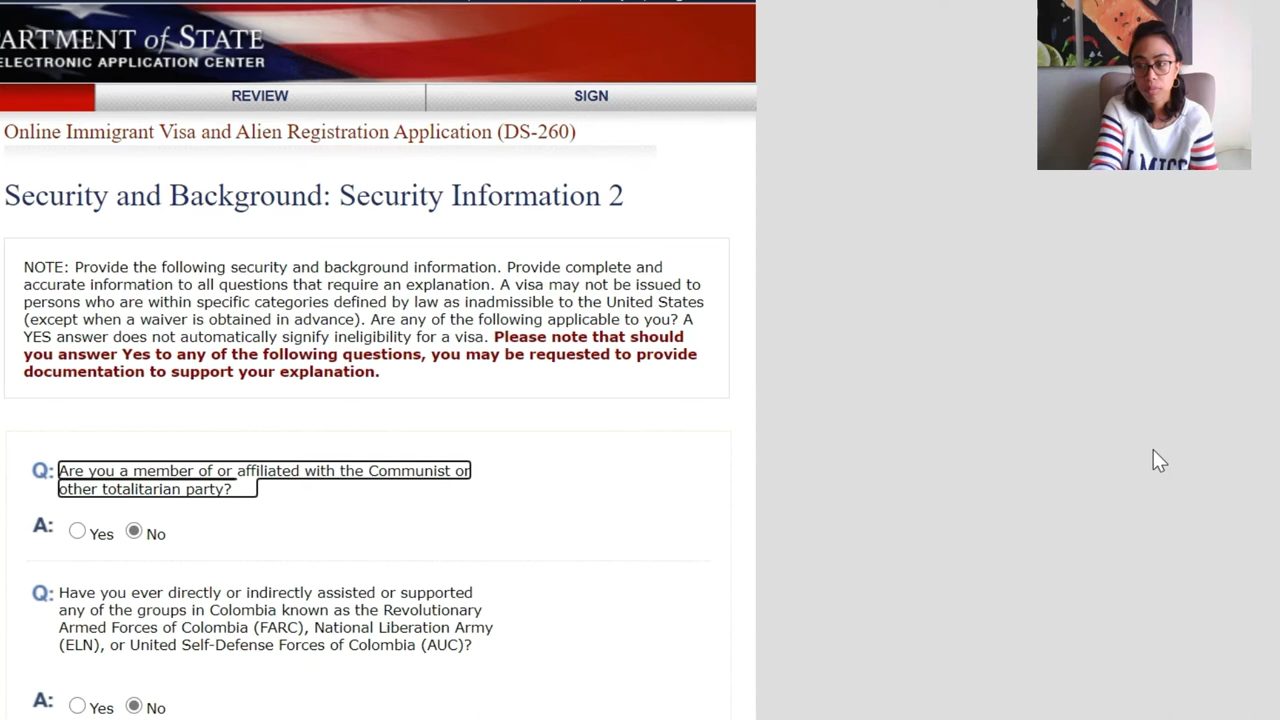 ARTMENT of STATE
ELECTRONIC APPLICATION CENTER
REVIEW
SIGN
Online Immigrant Visa and Alien Registration Application (DS-260)
Security and Background: Security Information 2
NOTE: Provide the following security and background information. Provide complete and
accurate information to all questions that require an explanation. A visa may not be issued to
persons who are within specific categories defined by law as inadmissible to the United States
(except when a waiver is obtained in advance). Are any of the following applicable to you? A
YES answer does not automatically signify ineligibility for a visa. Please note that should
you answer Yes to any of the following questions, you may be requested to provide
documentation to support your explanation.
Q: Are you a member of or affiliated with the Communist or
other totalitarian party?
A: Yes No
Q: Have you ever directly or indirectly assisted or supported
any of the groups in Colombia known as the Revolutionary
Armed Forces of Colombia (FARC), National Liberation Army
(ELN), or United Self-Defense Forces of Colombia (AUC)?
A: Yes No